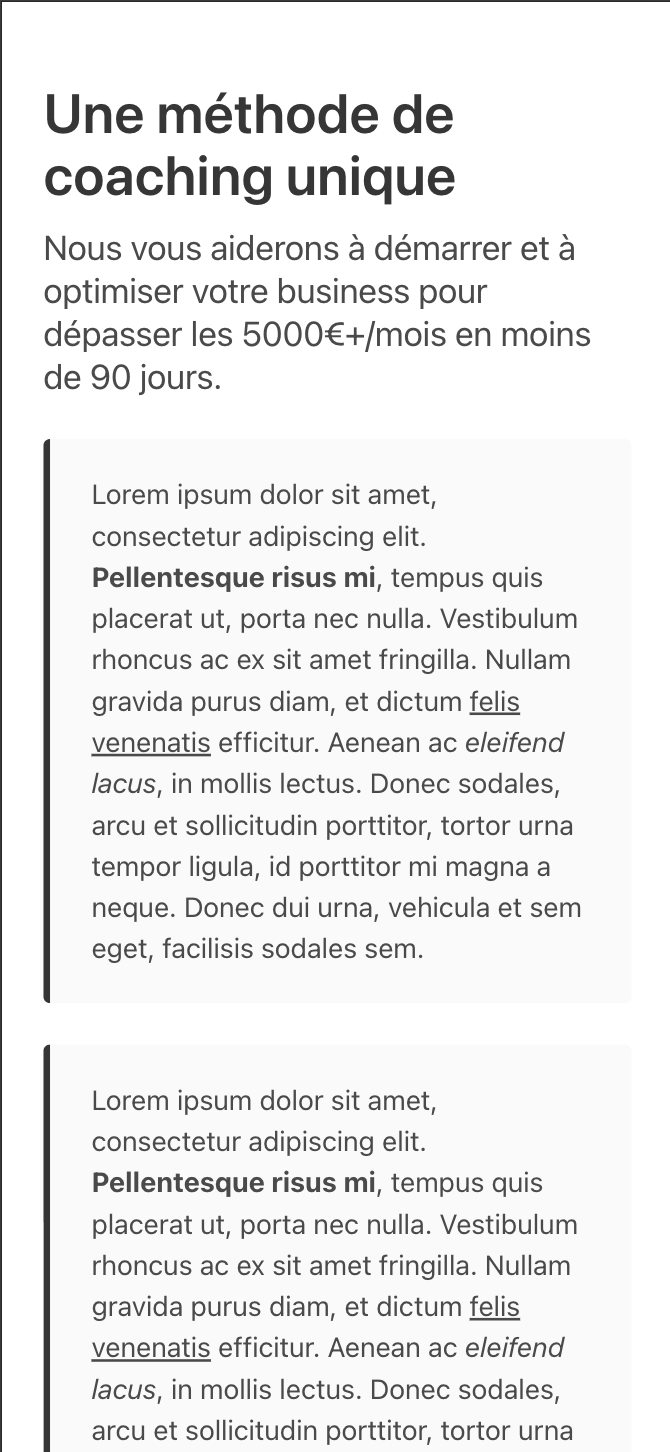 Une méthode de
coaching unique
Nous vous aiderons à démarrer et à
optimiser votre business pour
dépasser les 5000€+/mois en moins
de 90 jours.
Lorem ipsum dolor sit amet,
consectetur adipiscing elit.
Pellentesque risus mi, tempus quis
placerat ut, porta nec nulla. Vestibulum
rhoncus ac ex sit amet fringilla. Nullam
gravida purus diam, et dictum felis
venenatis efficitur. Aenean ac eleifend
lacus, in mollis lectus. Donec sodales,
arcu et sollicitudin porttitor, tortor urna
tempor ligula, id porttitor mi magna a
neque. Donec dui urna, vehicula et sem
eget, facilisis sodales sem.
Lorem ipsum dolor sit amet,
consectetur adipiscing elit.
Pellentesque risus mi, tempus quis
placerat ut, porta nec nulla. Vestibulum
rhoncus ac ex sit amet fringilla. Nullam
gravida purus diam, et dictum felis
venenatis efficitur. Aenean ac eleifend
lacus, in mollis lectus. Donec sodales,
arcu et sollicitudin porttitor, tortor urna